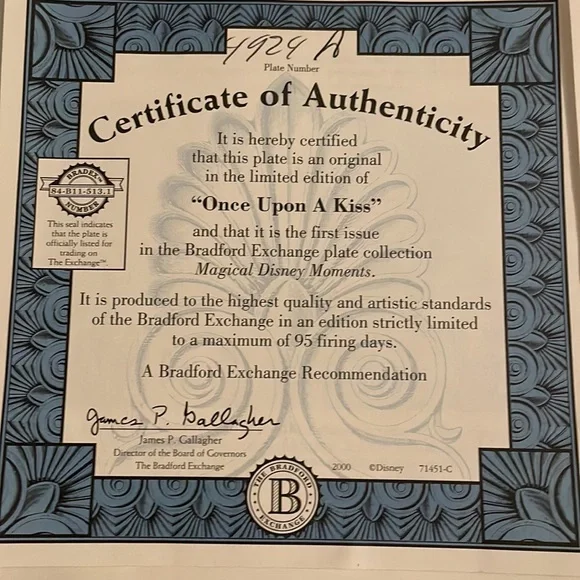 4924 A
Plate Number
Certificate of Authenticity
It is hereby certified
that this plate is an original
in the limited edition of
“Once Upon A Kiss”
and that it is the first issue
in the Bradford Exchange plate collection
Magical Disney Moments.
BRADEX™
84-B11-513.1
NUMBER
This seal indicates
that the plate is
officially listed for
trading on
The Exchange™.
It is produced to the highest quality and artistic standards
of the Bradford Exchange in an edition strictly limited
to a maximum of 95 firing days.
A Bradford Exchange Recommendation
James P. Gallagher
James P. Gallagher
Director of the Board of Governors
The Bradford Exchange
2000 ©Disney 71451-C
THE BRADFORD
B
EXCHANGE